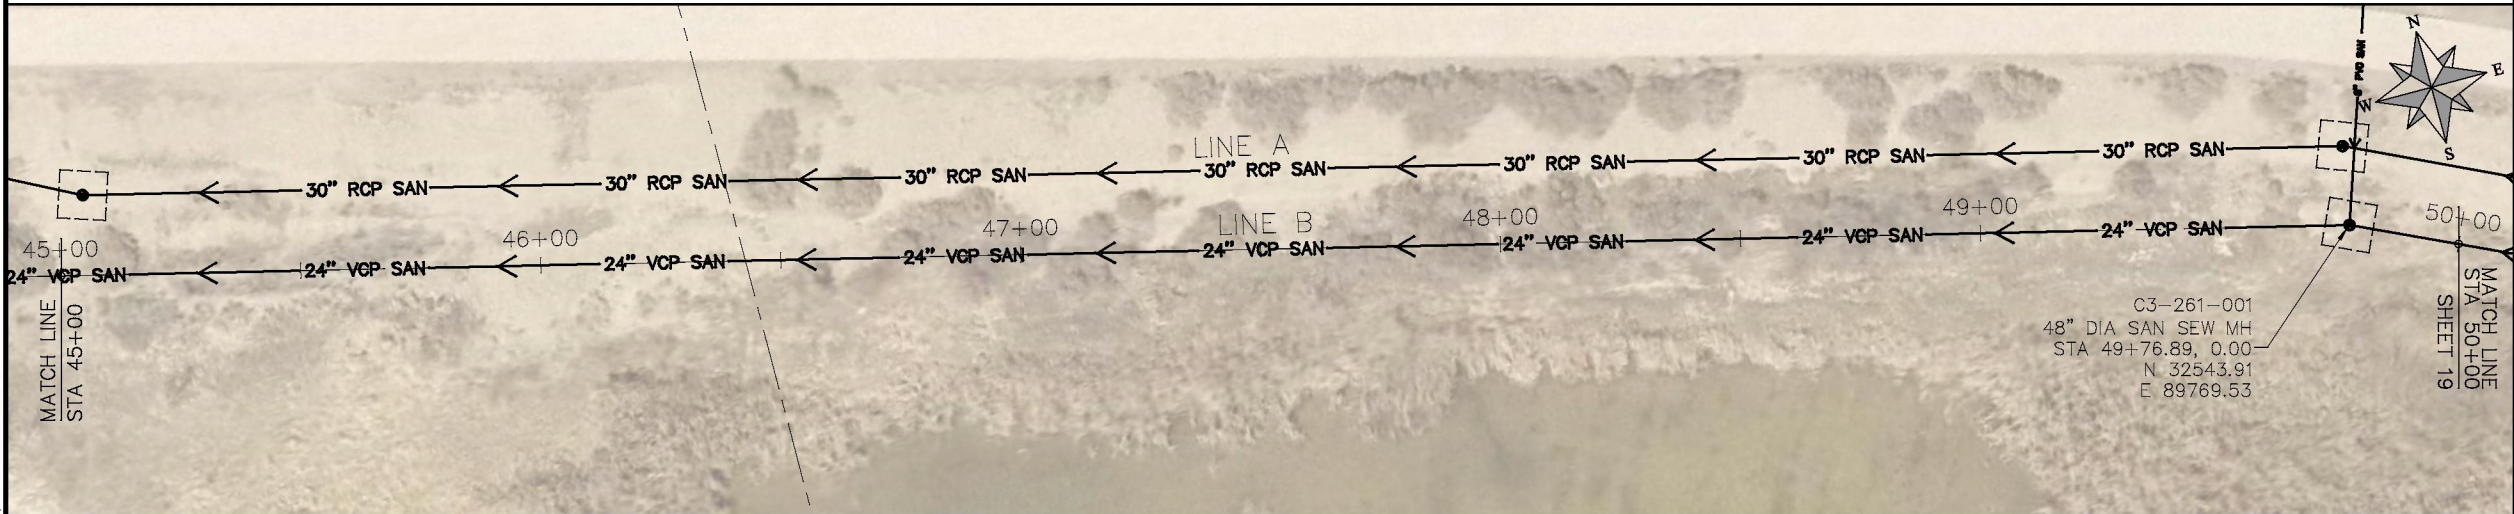 N
E
W
S
8" PVC SAN
LINE A
30" RCP SAN
30" RCP SAN
30" RCP SAN
30" RCP SAN
30" RCP SAN
30" RCP SAN
30" RCP SAN
LINE B
45+00
46+00
47+00
48+00
49+00
50+00
24" VCP SAN
24" VCP SAN
24" VCP SAN
24" VCP SAN
24" VCP SAN
24" VCP SAN
24" VCP SAN
24" VCP SAN
MATCH LINE
STA 45+00
C3-261-001
48" DIA SAN SEW MH
STA 49+76.89, 0.00
N 32543.91
E 89769.53
MATCH LINE
STA 50+00
SHEET 19